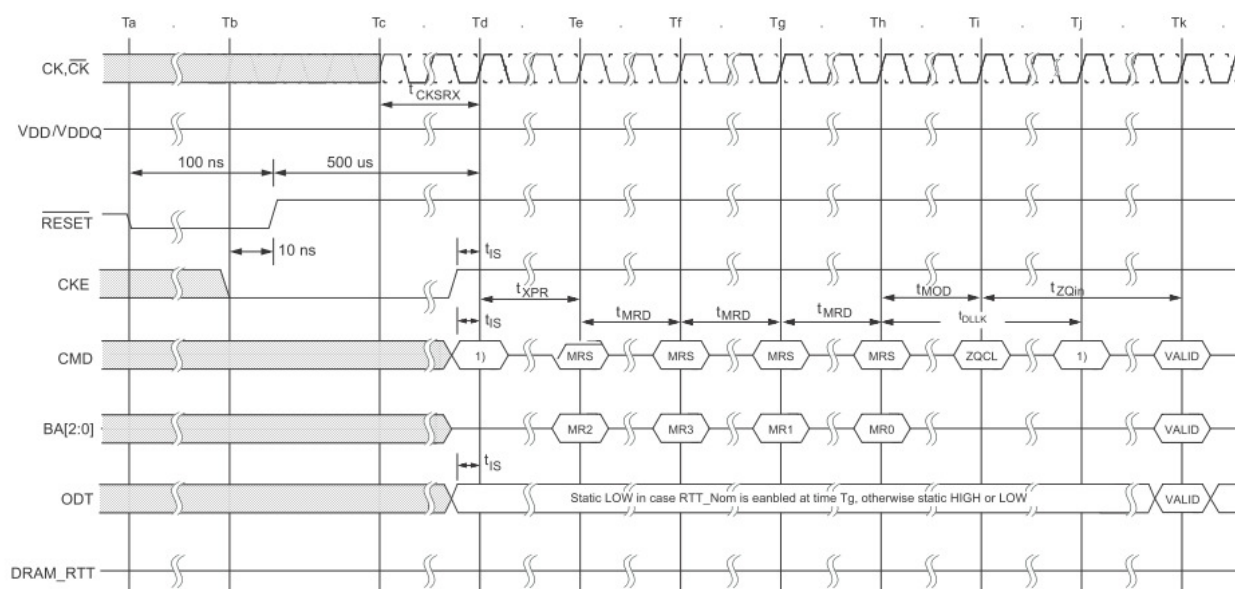 Ta Tb Tc Td Te Tf Tg Th Ti Tj Tk
CK,CK
tCKSRX
VDD/VDDQ
100 ns 500 us
RESET
10 ns tIS
CKE
tXPR tMOD tZQin
tMRD tMRD tMRD tDLLK
tIS
CMD 1) MRS MRS MRS MRS ZQCL 1) VALID
BA[2:0] MR2 MR3 MR1 MR0 VALID
tIS
ODT Static LOW in case RTT_Nom is eanbled at time Tg, otherwise static HIGH or LOW VALID
DRAM_RTT